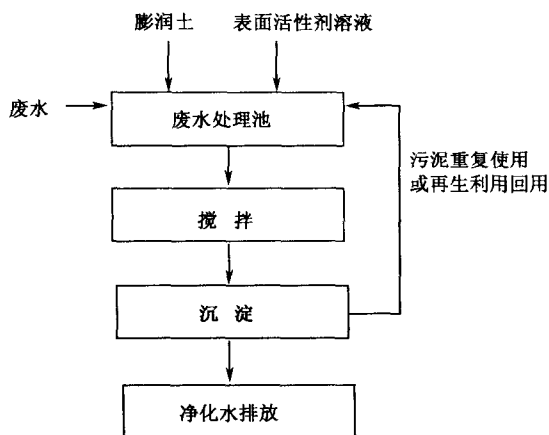 膨润土
表面活性剂溶液
废水
废水处理池
污泥重复使用
或再生利用回用
搅拌
沉淀
净化水排放